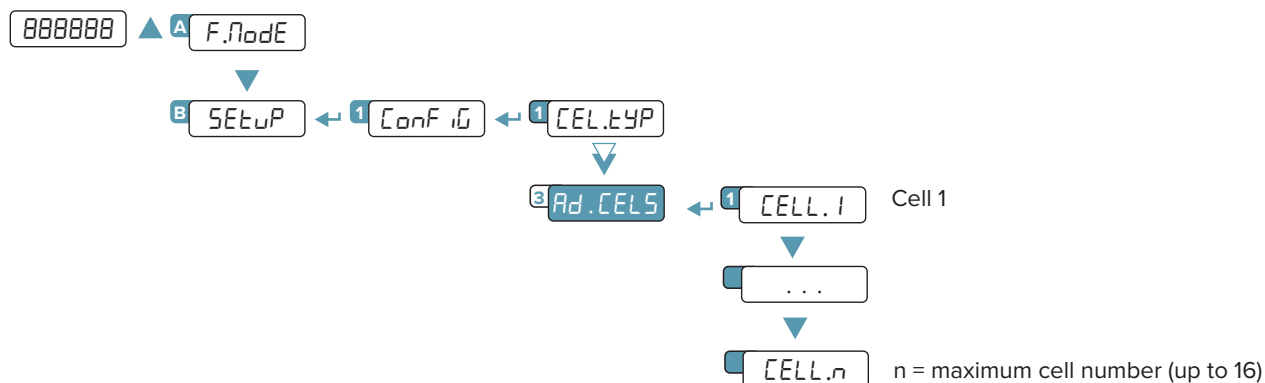 888888 A F.ModE
B SEtuP 1 ConFiG 1 CEL.tYP
3 Ad.CELS 1 CELL.1 Cell 1
...
CELL.n n = maximum cell number (up to 16)